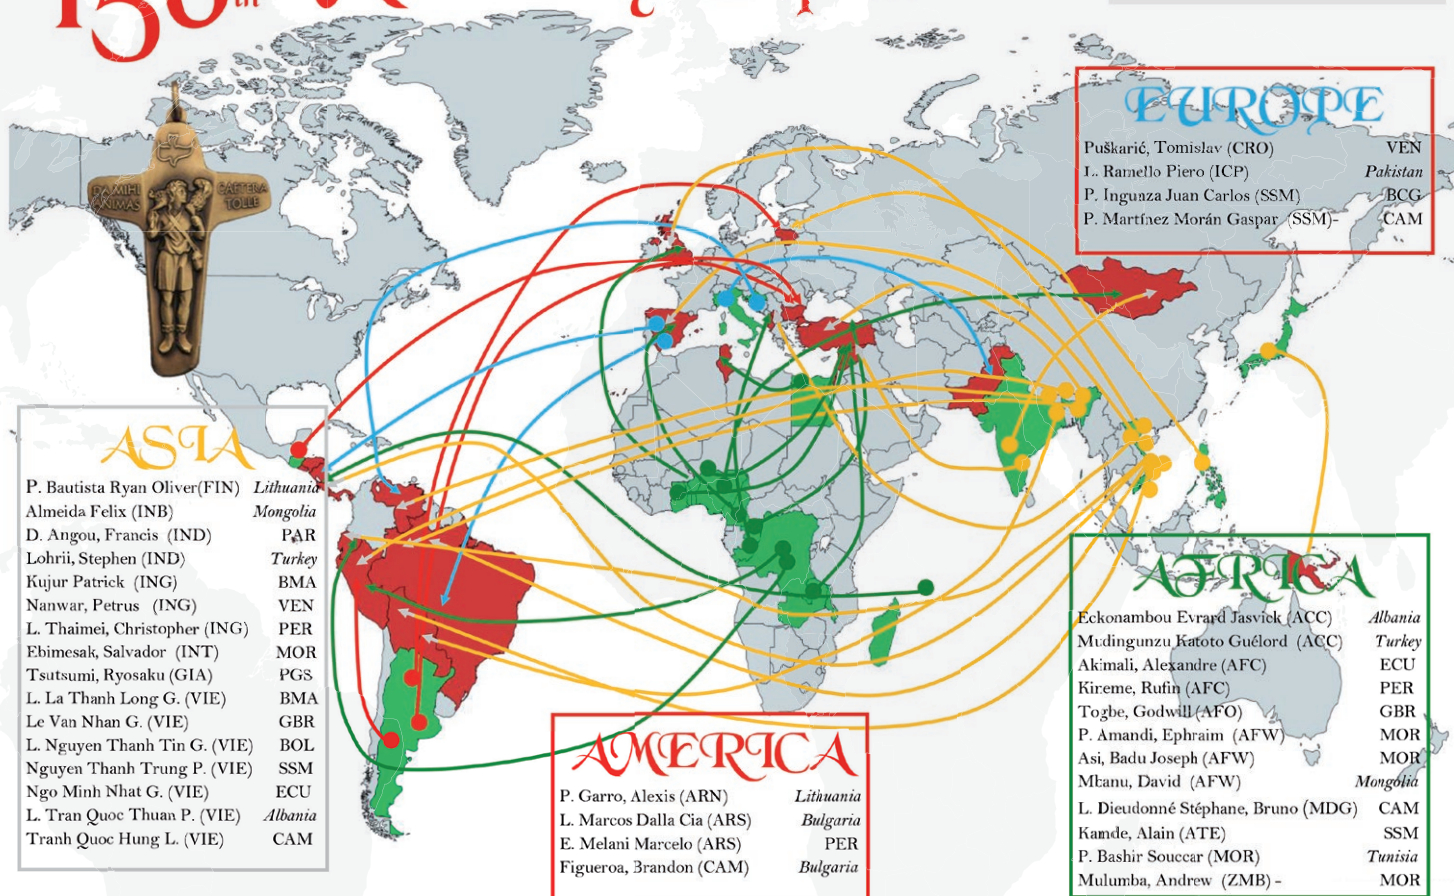 150th
DA MIHI ANIMAS
CAETERA TOLLE
EUROPE
Puškarić, Tomislav (CRO) VEN
L. Ramello Piero (ICP) Pakistan
P. Inguaza Juan Carlos (SSM) BCG
P. Martínez Morán Gaspar (SSM)- CAM
ASIA
P. Bautista Ryan Oliver(FIN) Lithuania
Almeida Felix (INB) Mongolia
D. Angou, Francis (IND) PAR
Lohrii, Stephen (IND) Turkey
Kujur Patrick (ING) BMA
Nanwar, Petrus (ING) VEN
L. Thaimei, Christopher (ING) PER
Ebimesak, Salvador (INT) MOR
Tsutsumi, Ryosaku (GIA) PGS
L. La Thanh Long G. (VIE) BMA
Le Van Nhan G. (VIE) GBR
L. Nguyen Thanh Tin G. (VIE) BOL
Nguyen Thanh Trung P. (VIE) SSM
Ngo Minh Nhat G. (VIE) ECU
L. Tran Quoc Thuan P. (VIE) Albania
Tranh Quoc Hung L. (VIE) CAM
AMERICA
P. Garro, Alexis (ARN) Lithuania
L. Marcos Dalla Cia (ARS) Bulgaria
E. Melani Marcelo (ARS) PER
Figueroa, Brandon (CAM) Bulgaria
AFRICA
Eckonambou Evrard Jasvick (ACC) Albania
Mudingunzu Katoto Guélord (ACC) Turkey
Akimali, Alexandre (AFC) ECU
Kireme, Rufin (AFC) PER
Togbe, Godwill (AFO) GBR
P. Amandi, Ephraim (AFW) MOR
Asi, Badu Joseph (AFW) MOR
Mbanu, David (AFW) Mongolia
L. Dieudonné Stéphane, Bruno (MDG) CAM
Kamde, Alain (ATE) SSM
P. Bashir Souccar (MOR) Tunisia
Mulumba, Andrew (ZMB) - MOR